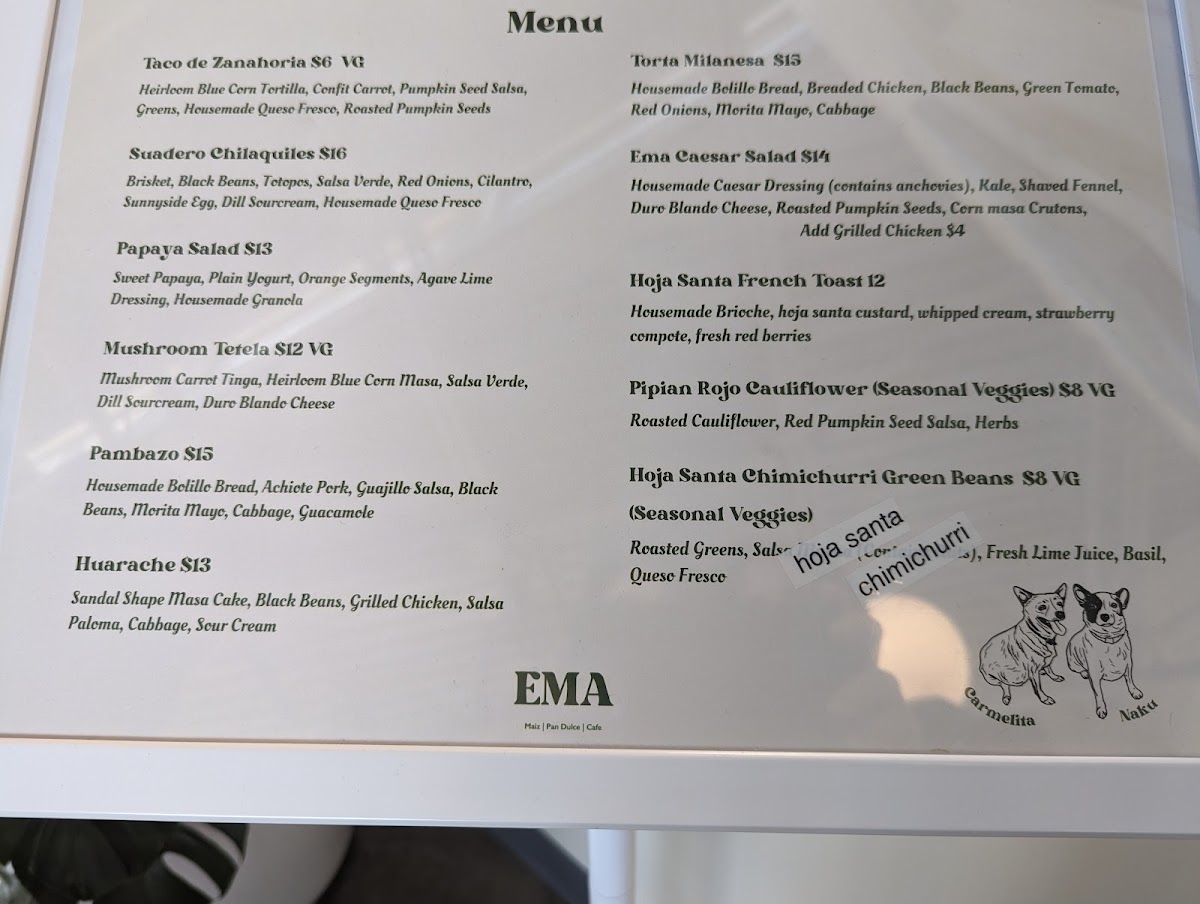 Menu
Taco de Zanahoria $6 VG
Heirloom Blue Corn Tortilla, Confit Carrot, Pumpkin Seed Salsa,
Greens, Housemade Queso Fresco, Roasted Pumpkin Seeds
Suadero Chilaquiles $16
Brisket, Black Beans, Totopos, Salsa Verde, Red Onions, Cilantro,
Sunnyside Egg, Dill Sourcream, Housemade Queso Fresco
Papaya Salad $13
Sweet Papaya, Plain Yogurt, Orange Segments, Agave Lime
Dressing, Housemade Granola
Mushroom Tetela $12 VG
Mushroom Carrot Tinga, Heirloom Blue Corn Masa, Salsa Verde,
Dill Sourcream, Duro Blando Cheese
Pambazo $15
Housemade Bolillo Bread, Achiote Pork, Guajillo Salsa, Black
Beans, Morita Mayo, Cabbage, Guacamole
Huarache $13
Sandal Shape Masa Cake, Black Beans, Grilled Chicken, Salsa
Paloma, Cabbage, Sour Cream
Torta Milanesa $15
Housemade Bolillo Bread, Breaded Chicken, Black Beans, Green Tomato,
Red Onions, Morita Mayo, Cabbage
Ema Caesar Salad $14
Housemade Caesar Dressing (contains anchovies), Kale, Shaved Fennel,
Duro Blando Cheese, Roasted Pumpkin Seeds, Corn masa Crutons,
Add Grilled Chicken $4
Hoja Santa French Toast 12
Housemade Brioche, hoja santa custard, whipped cream, strawberry
compote, fresh red berries
Pipian Rojo Cauliflower (Seasonal Veggies) $8 VG
Roasted Cauliflower, Red Pumpkin Seed Salsa, Herbs
Hoja Santa Chimichurri Green Beans $8 VG
(Seasonal Veggies)
hoja santa
chimichurri
Roasted Greens, Fresh Lime Juice, Basil,
Queso Fresco
Carmelita
Naku
EMA
Maiz | Pan Dulce | Cafe